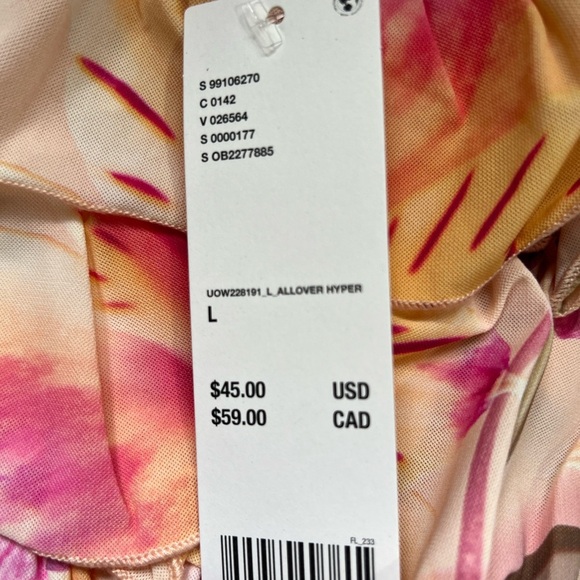 S 99106270
C 0142
V 026564
S 0000177
S OB2277885
UOW228191_L_ALLOVER HYPER
L
$45.00 USD
$59.00 CAD
FL_233